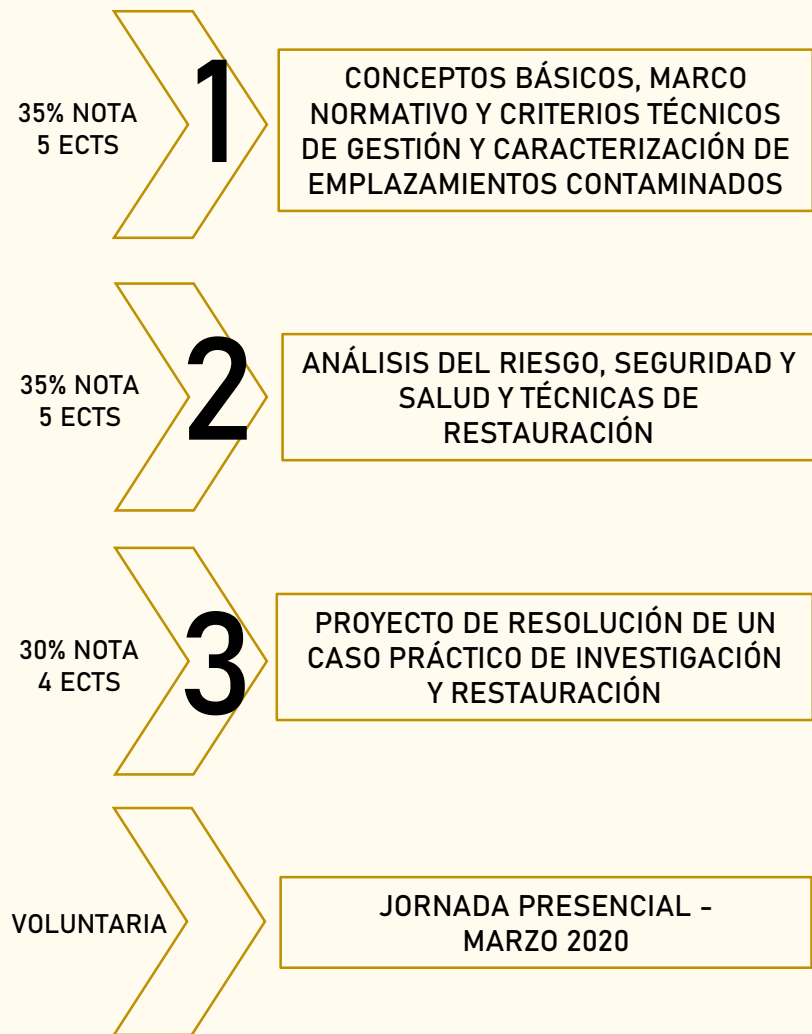 35% NOTA
5 ECTS
1
CONCEPTOS BÁSICOS, MARCO
NORMATIVO Y CRITERIOS TÉCNICOS
DE GESTIÓN Y CARACTERIZACIÓN DE
EMPLAZAMIENTOS CONTAMINADOS
35% NOTA
5 ECTS
2
ANÁLISIS DEL RIESGO, SEGURIDAD Y
SALUD Y TÉCNICAS DE
RESTAURACIÓN
30% NOTA
4 ECTS
3
PROYECTO DE RESOLUCIÓN DE UN
CASO PRÁCTICO DE INVESTIGACIÓN
Y RESTAURACIÓN
VOLUNTARIA
JORNADA PRESENCIAL -
MARZO 2020